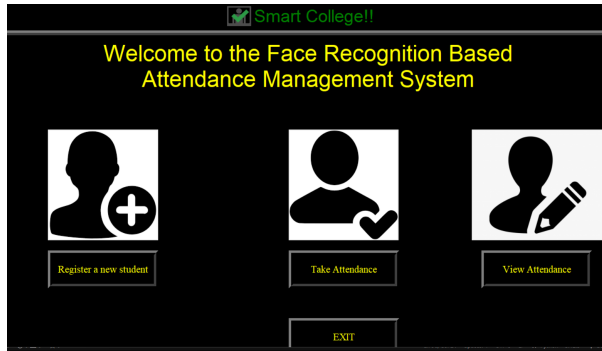 Smart College!!
Welcome to the Face Recognition Based
Attendance Management System
Register a new student
Take Attendance
View Attendance
EXIT